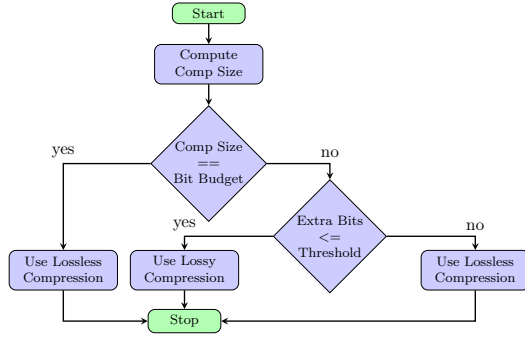 Start
Compute
Comp Size
Comp Size
==
Bit Budget
yes
no
Extra Bits
<=
Threshold
yes
no
Use Lossless
Compression
Use Lossy
Compression
Use Lossless
Compression
Stop